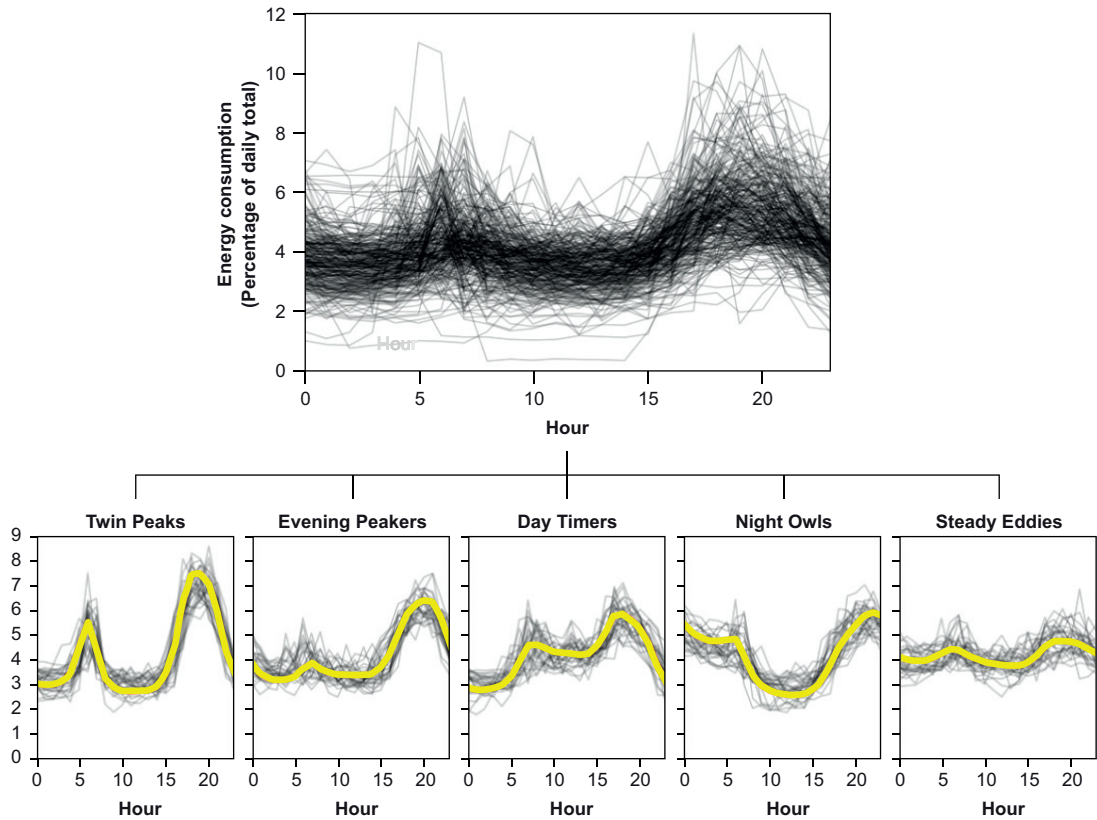 12
10
8
6
4
2
0
Energy consumption
(Percentage of daily total)
Hour
0 5 10 15 20
Hour
Twin Peaks Evening Peakers Day Timers Night Owls Steady Eddies
9
8
7
6
5
4
3
2
1
0
0 5 10 15 20 0 5 10 15 20 0 5 10 15 20 0 5 10 15 20 0 5 10 15 20
Hour Hour Hour Hour Hour